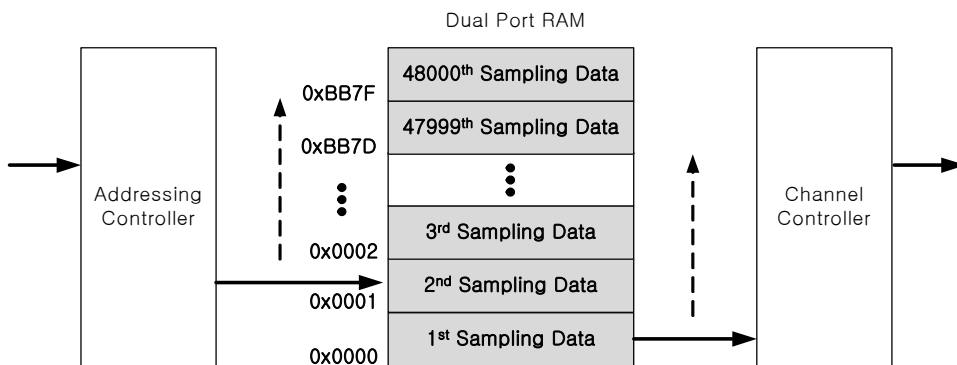 Dual Port RAM
48000th Sampling Data
0xBB7F
47999th Sampling Data
0xBB7D
Addressing
Controller
Channel
Controller
3rd Sampling Data
0x0002
2nd Sampling Data
0x0001
1st Sampling Data
0x0000